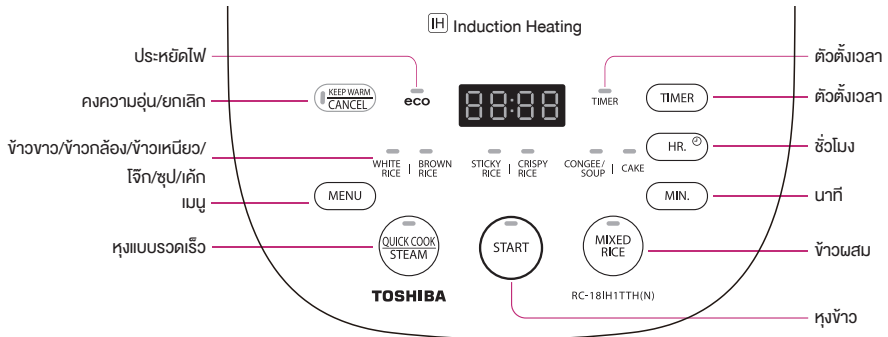 IH Induction Heating
ประหยัดไฟ
ตัวตั้งเวลา
คงความอุ่น/ยกเลิก
KEEP WARM
CANCEL
eco
88:88
TIMER
TIMER
ตัวตั้งเวลา
ข้าวขาว/ข้าวกล้อง/ข้าวเหนียว/
โจ๊ก/ซุป/เค้ก
WHITE RICE | BROWN RICE
STICKY RICE | CRISPY RICE
CONGEE/ SOUP | CAKE
HR.
ชั่วโมง
เมนู
MENU
MIN.
นาที
หุงแบบรวดเร็ว
QUICK COOK
STEAM
START
MIXED
RICE
ข้าวผสม
TOSHIBA
RC-18IH1TTH(N)
หุงข้าว